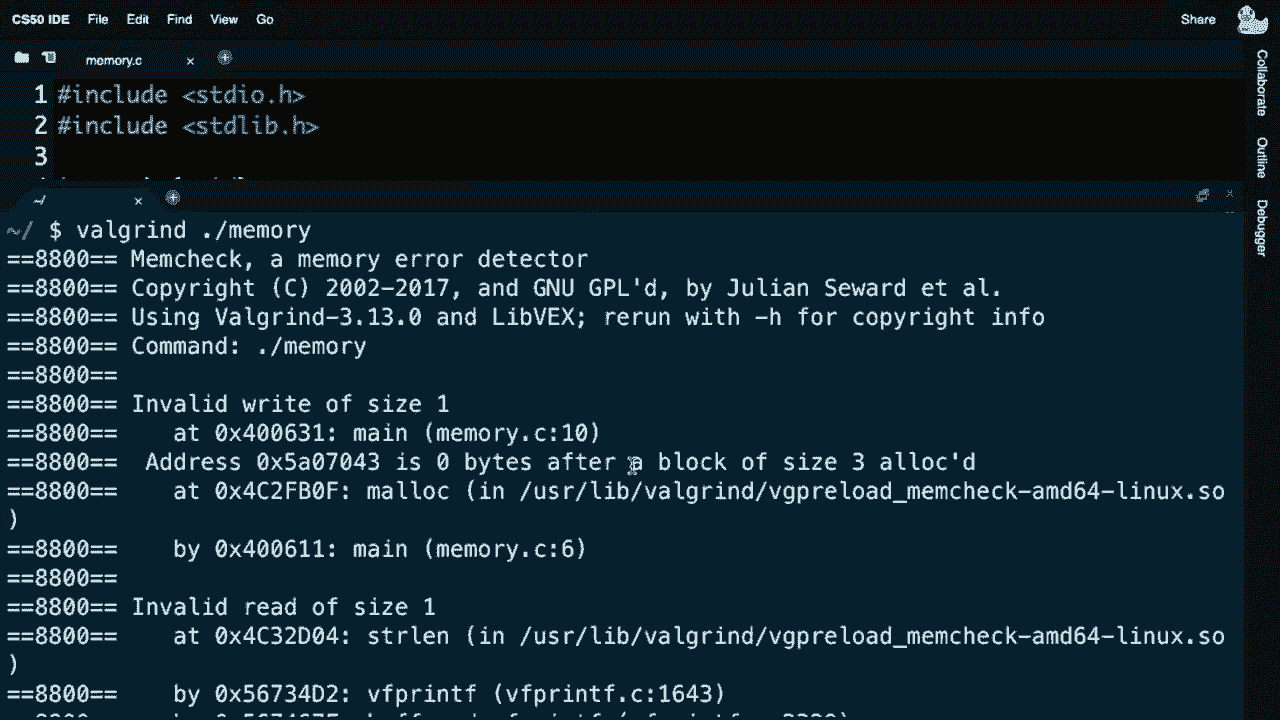 CS50 IDE File Edit Find View Go Share
memory.c
Collaborate
Outline
Debugger
1 #include <stdio.h>
2 #include <stdlib.h>
3
~/
~/ $ valgrind ./memory
==8800== Memcheck, a memory error detector
==8800== Copyright (C) 2002-2017, and GNU GPL'd, by Julian Seward et al.
==8800== Using Valgrind-3.13.0 and LibVEX; rerun with -h for copyright info
==8800== Command: ./memory
==8800==
==8800== Invalid write of size 1
==8800==    at 0x400631: main (memory.c:10)
==8800==  Address 0x5a07043 is 0 bytes after a block of size 3 alloc'd
==8800==    at 0x4C2FB0F: malloc (in /usr/lib/valgrind/vgpreload_memcheck-amd64-linux.so
)
==8800==    by 0x400611: main (memory.c:6)
==8800==
==8800== Invalid read of size 1
==8800==    at 0x4C32D04: strlen (in /usr/lib/valgrind/vgpreload_memcheck-amd64-linux.so
)
==8800==    by 0x56734D2: vfprintf (vfprintf.c:1643)